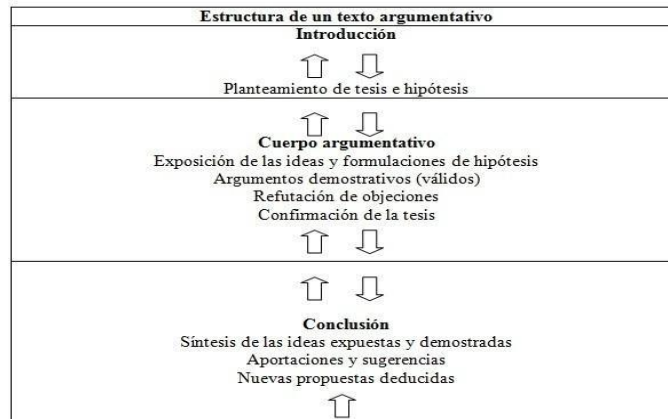 Estructura de un texto argumentativo
Introducción
Planteamiento de tesis e hipótesis
Cuerpo argumentativo
Exposición de las ideas y formulaciones de hipótesis
Argumentos demostrativos (válidos)
Refutación de objeciones
Confirmación de la tesis
Conclusión
Síntesis de las ideas expuestas y demostradas
Aportaciones y sugerencias
Nuevas propuestas deducidas